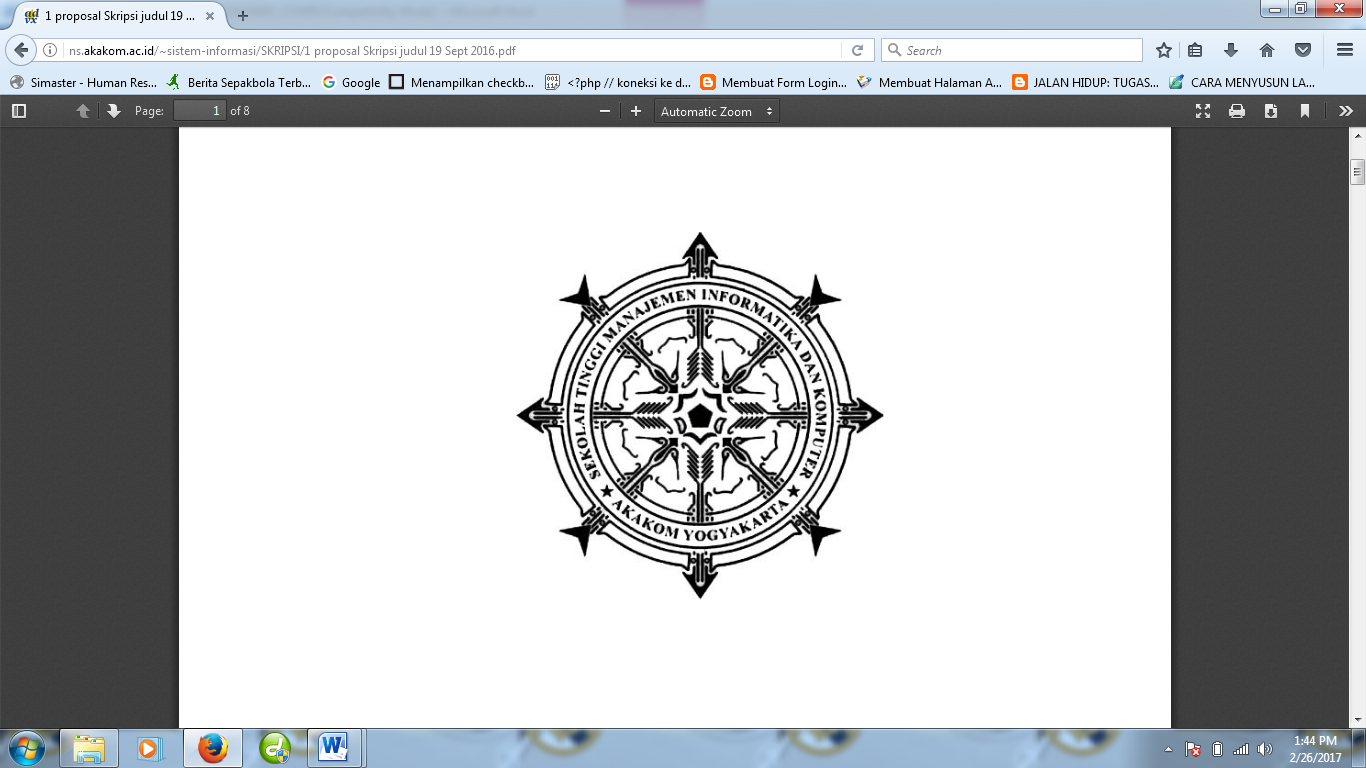 1 proposal Skripsi judul 19 ...
ns.akakom.ac.id/~sistem-informasi/SKRIPSI/1 proposal Skripsi judul 19 Sept 2016.pdf
Search
Simaster - Human Res...
Berita Sepakbola Terb...
Google
Menampilkan checkb...
<?php // koneksi ke d...
Membuat Form Login...
Membuat Halaman A...
JALAN HIDUP: TUGAS...
CARA MENYUSUN LA...
Page: 1 of 8
Automatic Zoom
SEKOLAH TINGGI MANAJEMEN INFORMATIKA DAN KOMPUTER
AKAKOM YOGYAKARTA
1:44 PM
2/26/2017